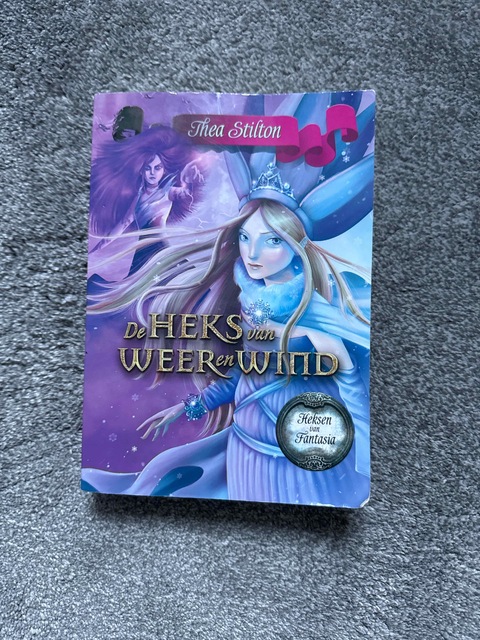 Thea Stilton
De HEKS van
WEER en WIND
Heksen
van
Fantasia